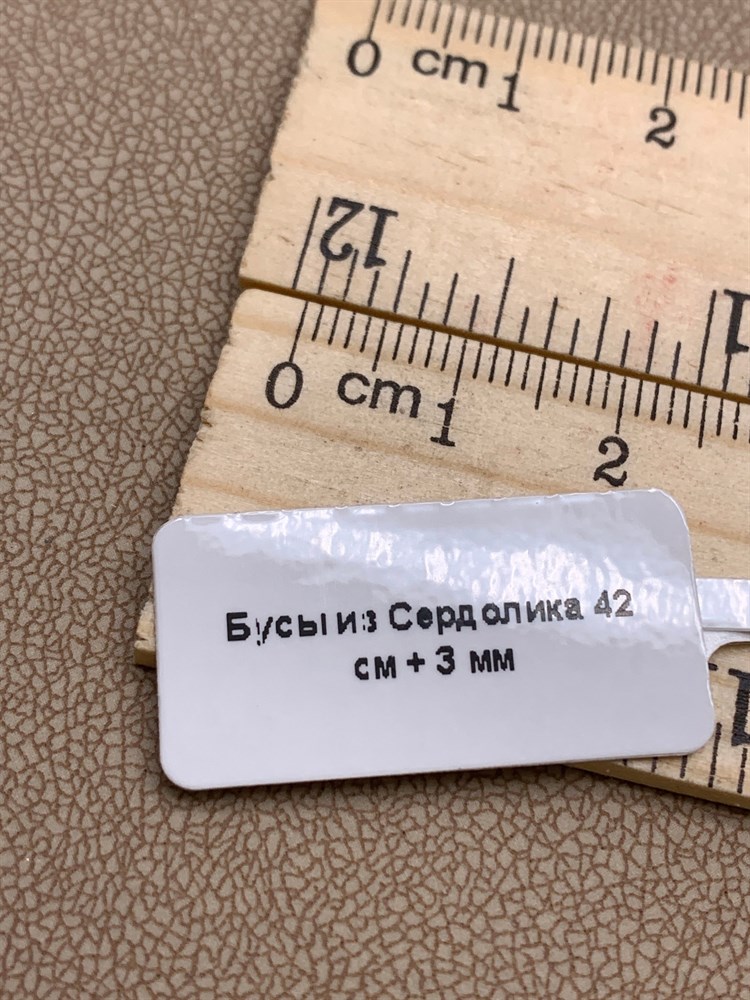 0 cm 1 2
12
0 cm 1 2
Бусы из Сердолика 42
см + 3 мм